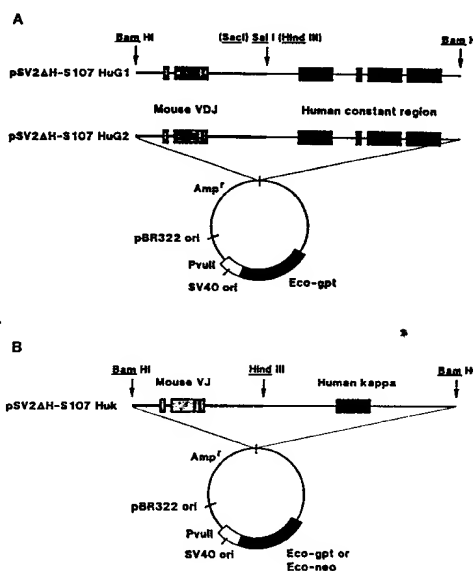 A
Bam HI
(SacI) Sal I (Hind III)
Bam H
pSV2ΔH-S107 HuG1
Mouse VDJ
Human constant region
pSV2ΔH-S107 HuG2
Ampr
pBR322 ori
PvuII
SV40 ori
Eco-gpt
B
Bam HI
Mouse VJ
Hind III
Human kappa
Bam H
pSV2ΔH-S107 Huk
Ampr
pBR322 ori
PvuII
SV40 ori
Eco-gpt or
Eco-neo